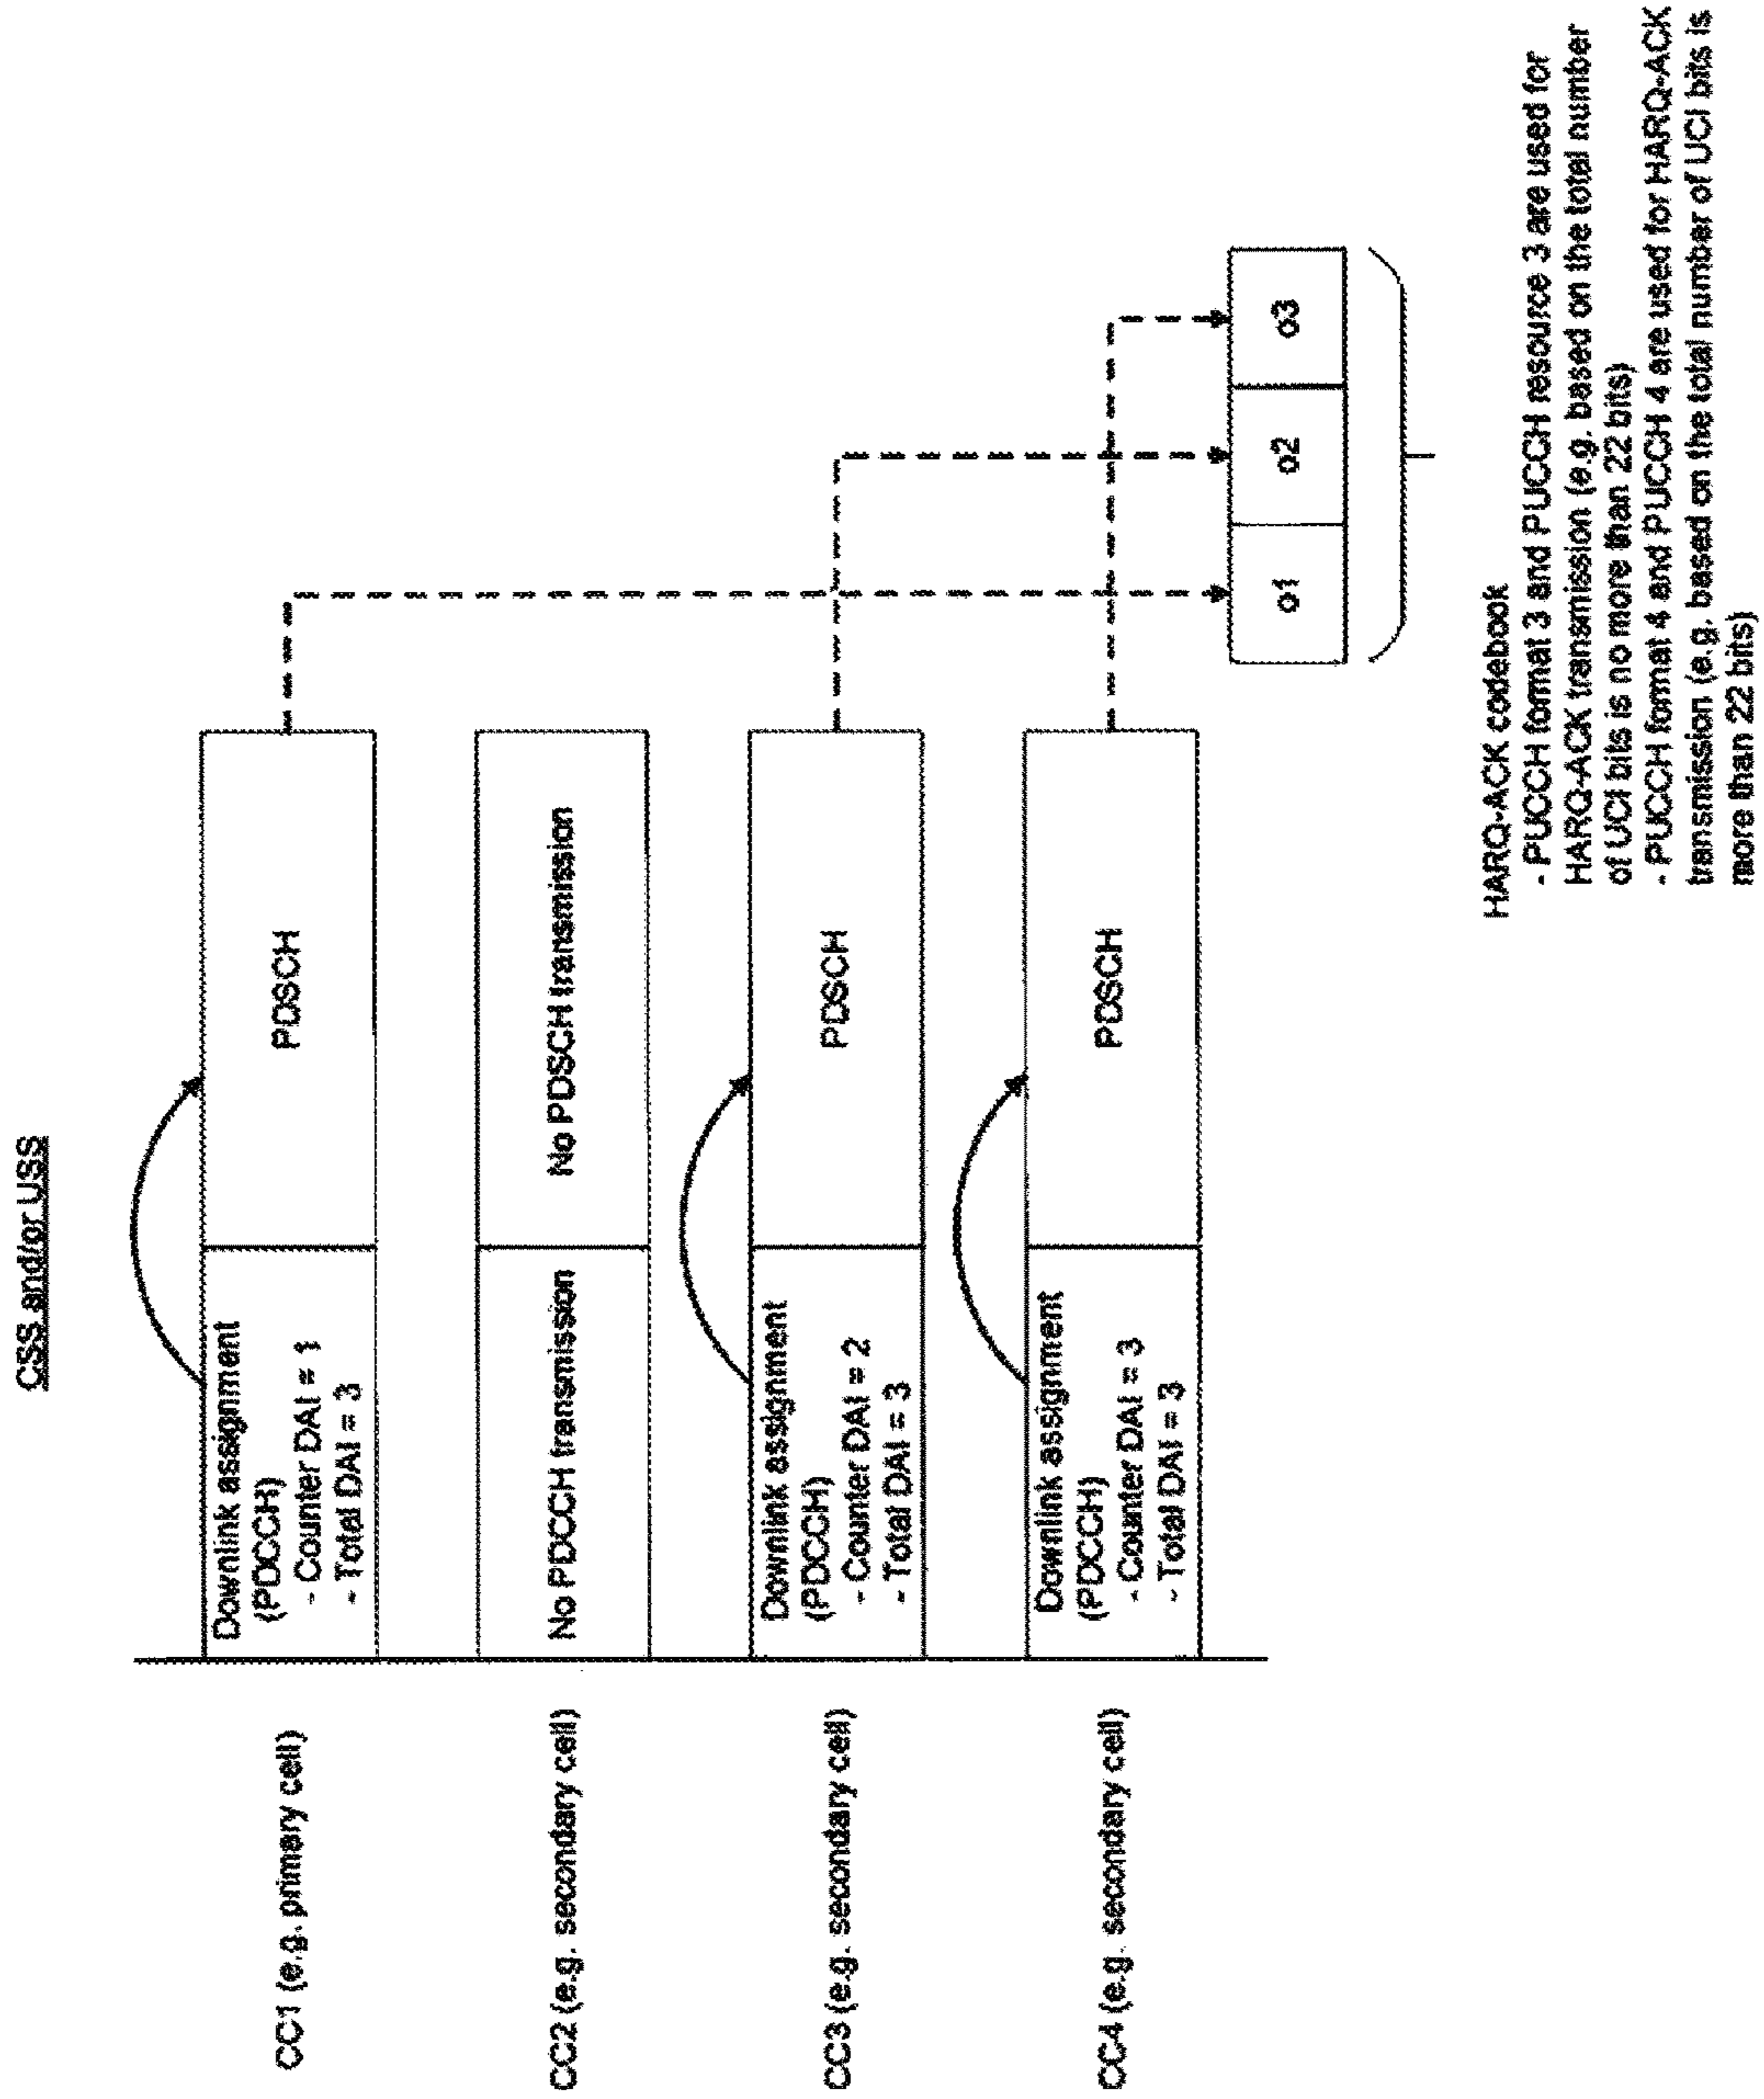 CSS and/or USS
CC1 (e.g. primary cell)
Downlink assignment
(PDCCH)
- Counter DAI = 1
- Total DAI = 3
PDSCH
CC2 (e.g. secondary cell)
No PDCCH transmission
No PDSCH transmission
CC3 (e.g. secondary cell)
Downlink assignment
(PDCCH)
- Counter DAI = 2
- Total DAI = 3
PDSCH
CC4 (e.g. secondary cell)
Downlink assignment
(PDCCH)
- Counter DAI = 3
- Total DAI = 3
PDSCH
o1
o2
o3
HARQ-ACK codebook
- PUCCH format 3 and PUCCH resource 3 are used for
HARQ-ACK transmission (e.g. based on the total number
of UCI bits is no more than 22 bits)
- PUCCH format 4 and PUCCH 4 are used for HARQ-ACK
transmission (e.g. based on the total number of UCI bits is
more than 22 bits)